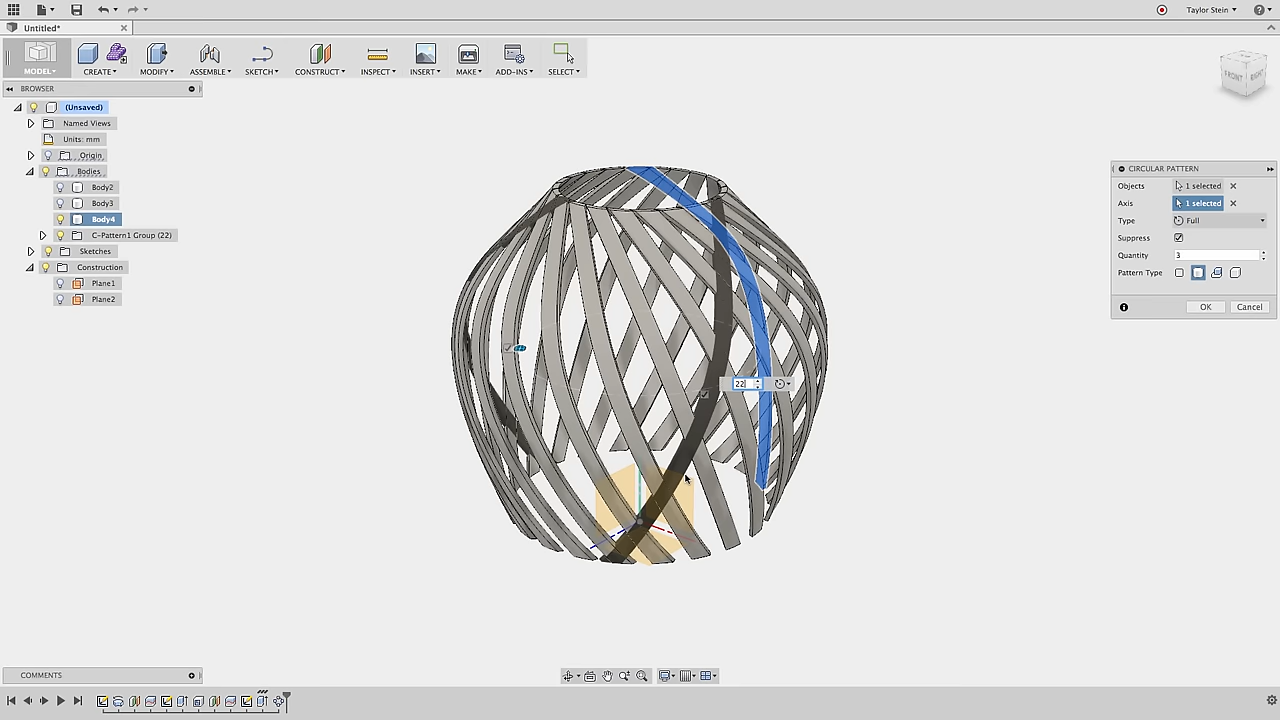 Taylor Stein
Untitled*
MODEL
CREATE
MODIFY
ASSEMBLE
SKETCH
CONSTRUCT
INSPECT
INSERT
MAKE
ADD-INS
SELECT
FRONT
RIGHT
BROWSER
(Unsaved)
Named Views
Units: mm
Origin
Bodies
Body2
Body3
Body4
C-Pattern1 Group (22)
Sketches
Construction
Plane1
Plane2
CIRCULAR PATTERN
Objects 1 selected
Axis 1 selected
Type Full
Suppress
Quantity 3
Pattern Type
OK Cancel
22
COMMENTS